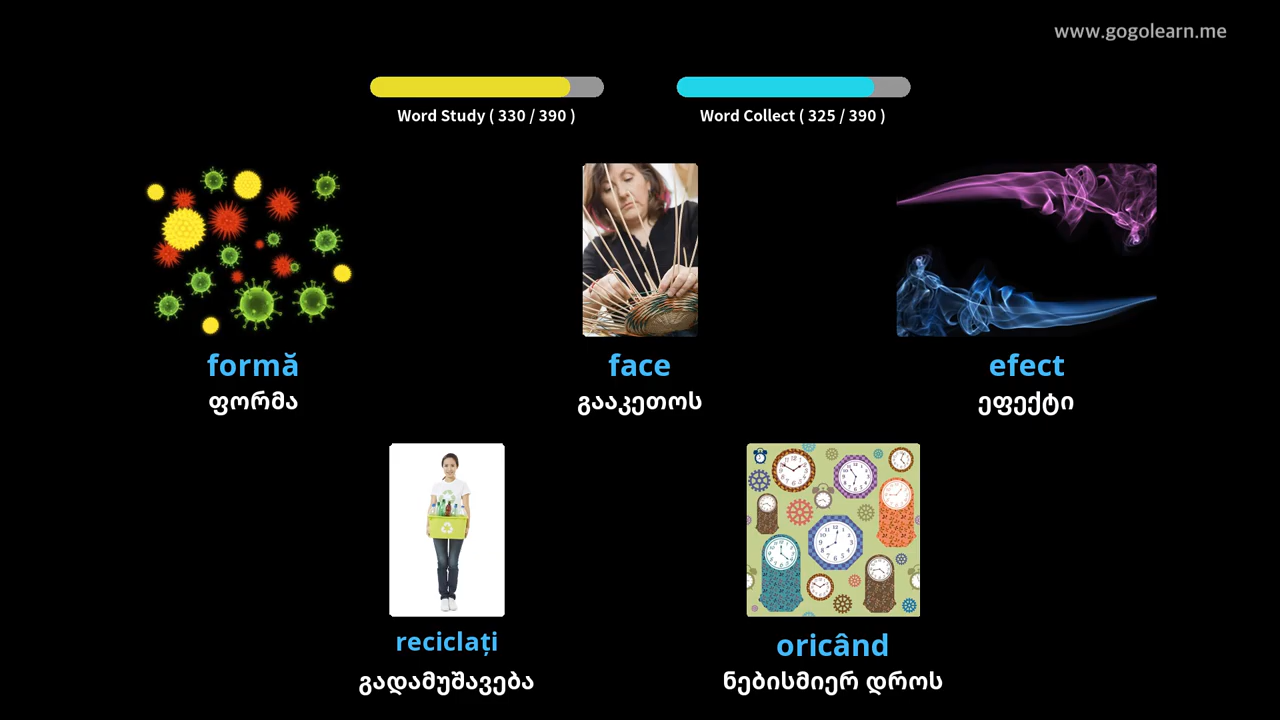 www.gogolearn.me
Word Study ( 330 / 390 )
Word Collect ( 325 / 390 )
formă
face
efect
ფორმა
გააკეთოს
ეფექტი
reciclați
oricând
გადამუშავება
ნებისმიერ დროს